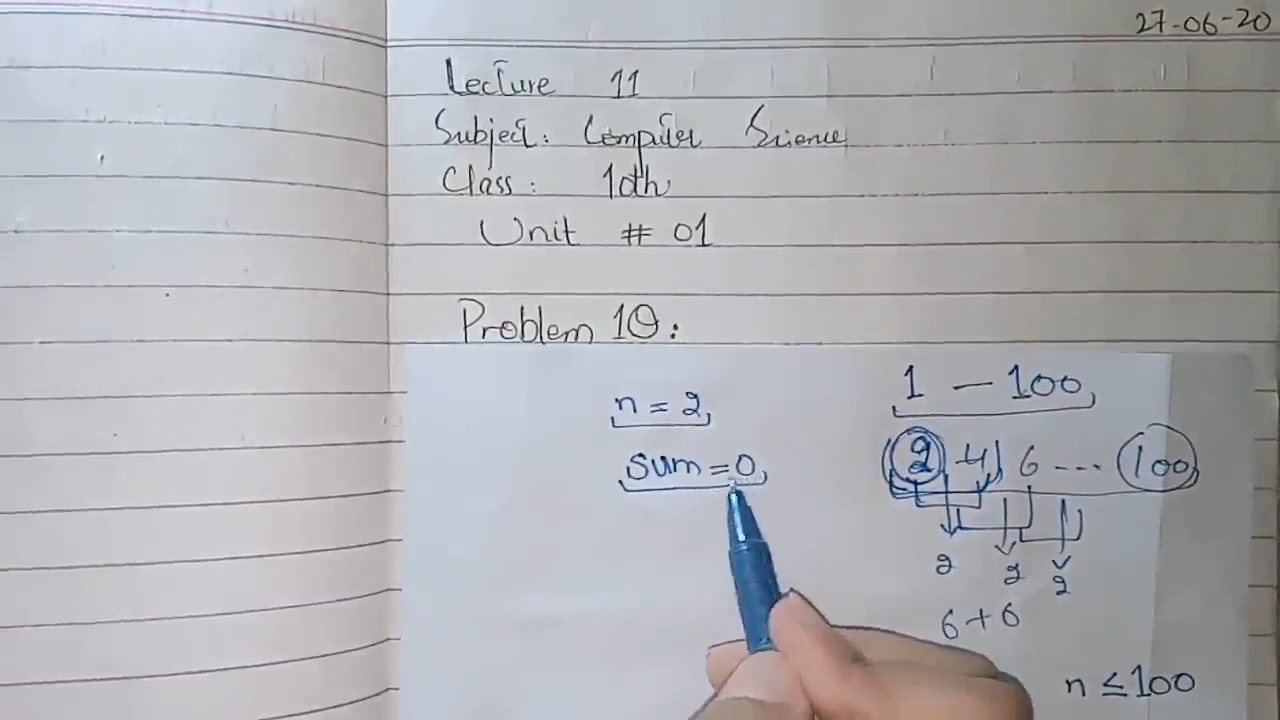 27-06-20
Lecture 11
Subject: Computer Science
Class: 10th
Unit # 01
Problem 10:
1 — 100
n = 2
2 4 6 --- 100
sum = 0
2 2 2
6 + 6
n ≤ 100